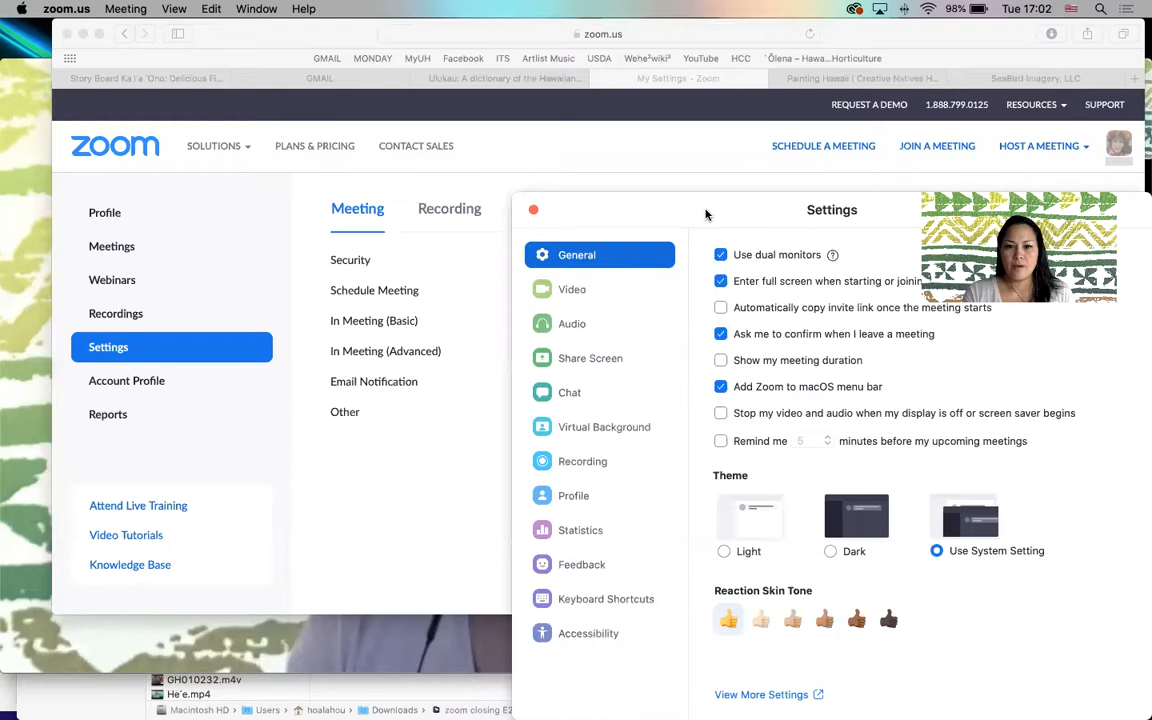 zoom.us Meeting View Edit Window Help 98% Tue 17:02
zoom.us
GMAIL MONDAY MyUH Facebook ITS Artlist Music USDA Wehe²wiki² YouTube HCC ʻŌlena – Hawa...Horticulture
Story Board Ka I'a 'Ono: Delicious Fi... GMAIL Ulukau: A dictionary of the Hawaiian... My Settings - Zoom Painting Hawaii | Creative Natives H... SeaBird Imagery, LLC
REQUEST A DEMO 1.888.799.0125 RESOURCES SUPPORT
zoom SOLUTIONS PLANS & PRICING CONTACT SALES SCHEDULE A MEETING JOIN A MEETING HOST A MEETING
Profile
Meetings
Webinars
Recordings
Settings
Account Profile
Reports
Attend Live Training
Video Tutorials
Knowledge Base
Meeting Recording
Security
Schedule Meeting
In Meeting (Basic)
In Meeting (Advanced)
Email Notification
Other
Settings
General
Video
Audio
Share Screen
Chat
Virtual Background
Recording
Profile
Statistics
Feedback
Keyboard Shortcuts
Accessibility
Use dual monitors ?
Enter full screen when starting or joinin
Automatically copy invite link once the meeting starts
Ask me to confirm when I leave a meeting
Show my meeting duration
Add Zoom to macOS menu bar
Stop my video and audio when my display is off or screen saver begins
Remind me 5 minutes before my upcoming meetings
Theme
Light Dark Use System Setting
Reaction Skin Tone
View More Settings
GH010232.m4v
He'e.mp4
Macintosh HD › Users › hoalahou › Downloads › zoom closing E2